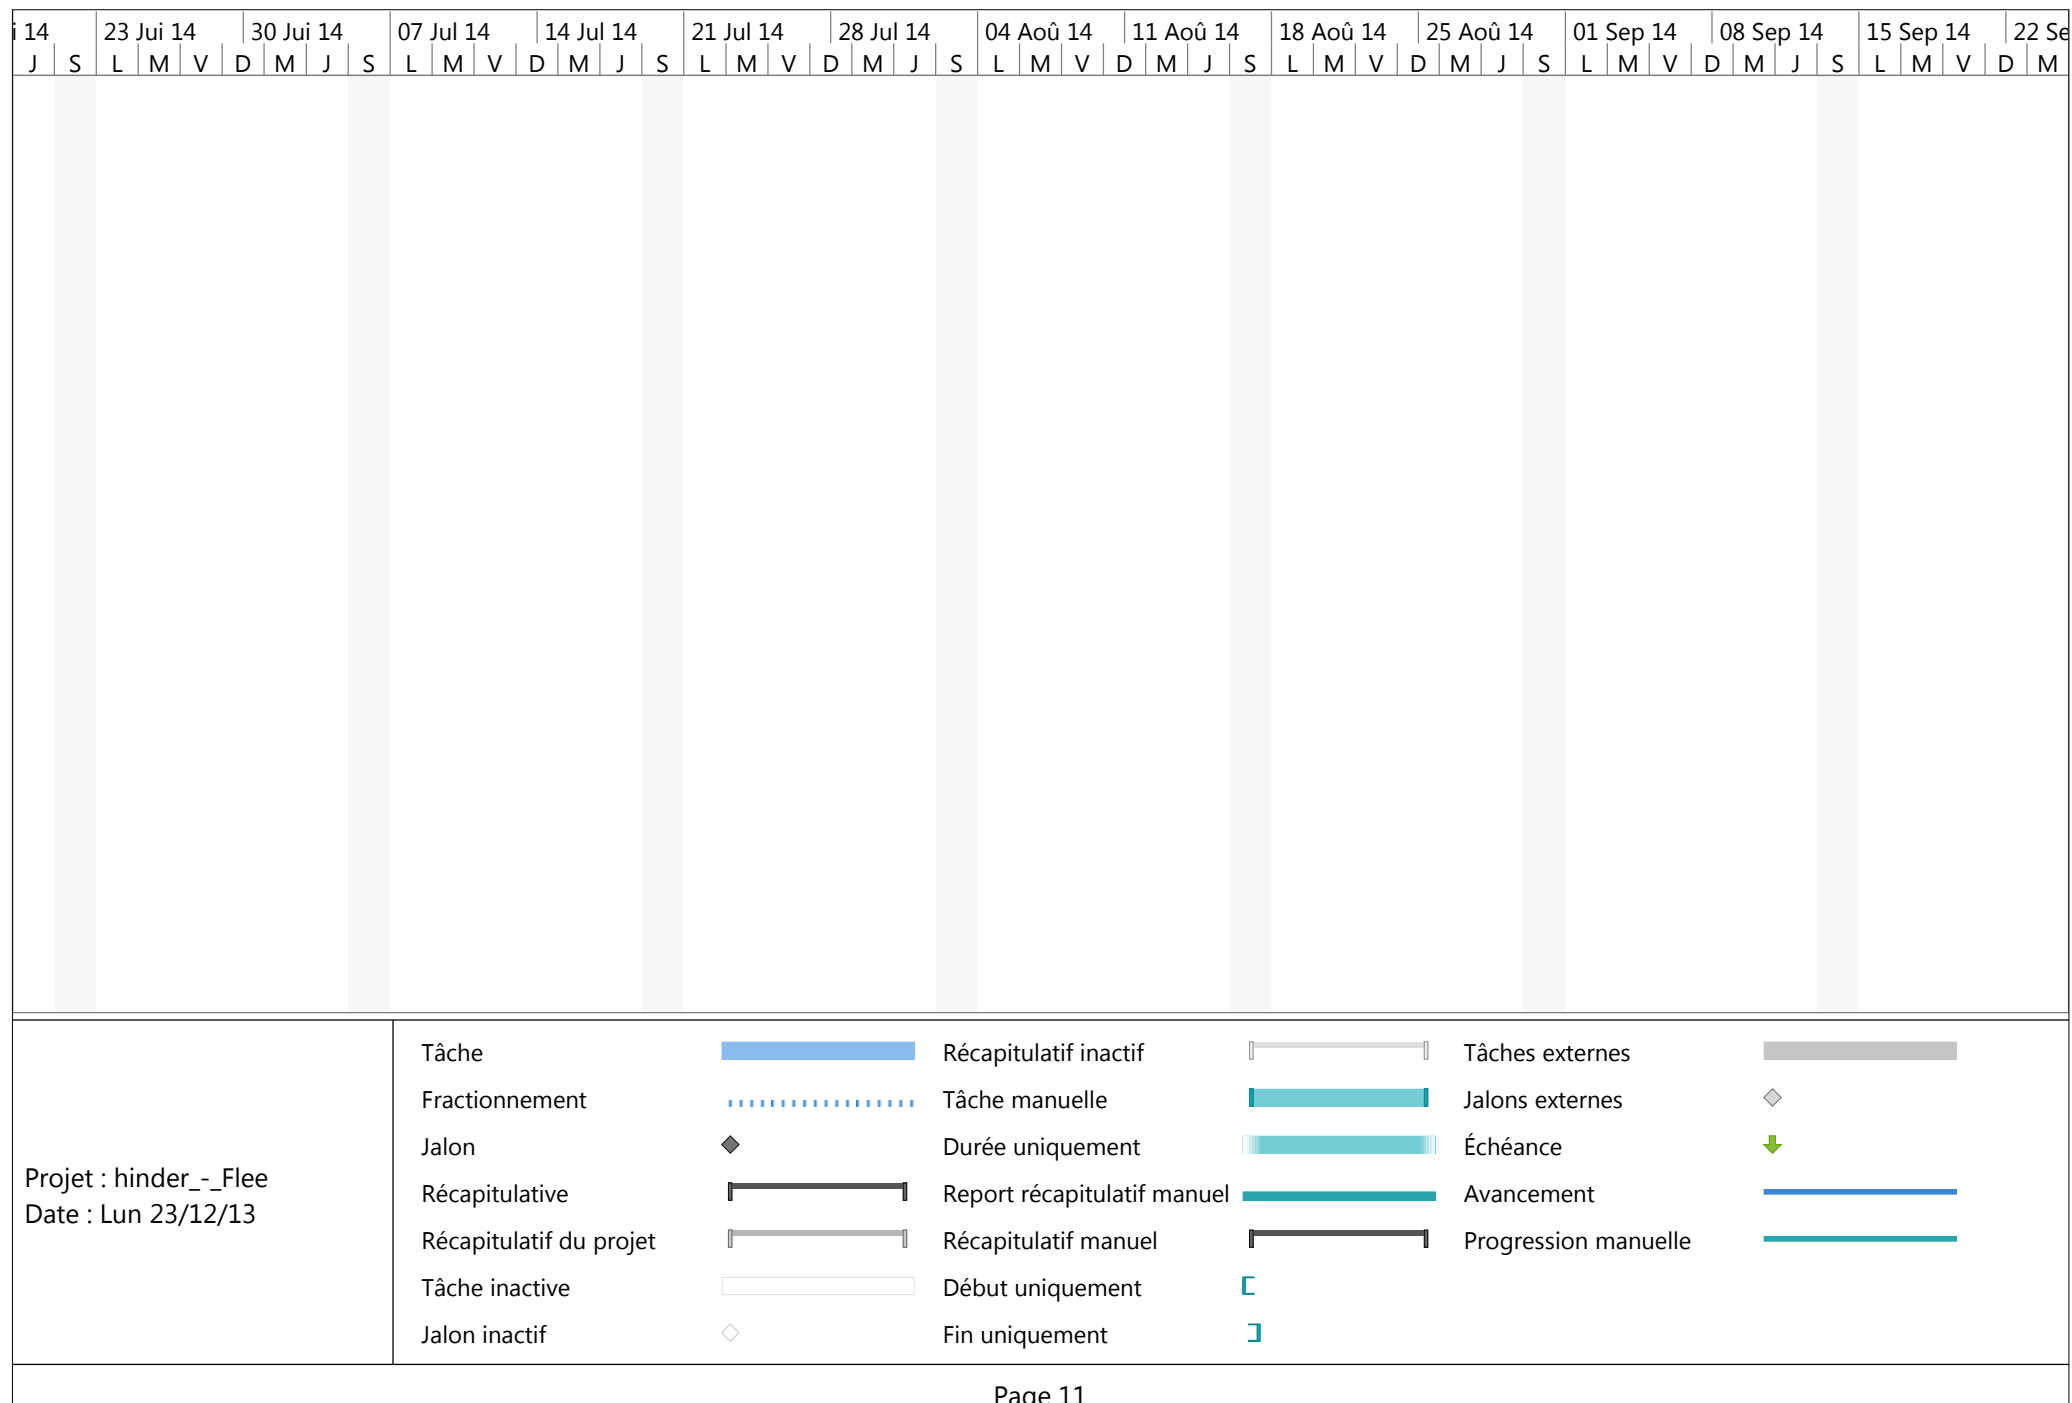 i 14 23 Jui 14 30 Jui 14 07 Jul 14 14 Jul 14 21 Jul 14 28 Jul 14 04 Aoû 14 11 Aoû 14 18 Aoû 14 25 Aoû 14 01 Sep 14 08 Sep 14 15 Sep 14 22 Se
J S L M V D M J S L M V D M J S L M V D M J S L M V D M J S L M V D M J S L M V D M J S L M V D M
Projet : hinder_-_Flee
Date : Lun 23/12/13
Tâche
Fractionnement
Jalon
Récapitulative
Récapitulatif du projet
Tâche inactive
Jalon inactif
Récapitulatif inactif
Tâche manuelle
Durée uniquement
Report récapitulatif manuel
Récapitulatif manuel
Début uniquement
Fin uniquement
Tâches externes
Jalons externes
Échéance
Avancement
Progression manuelle
Page 11